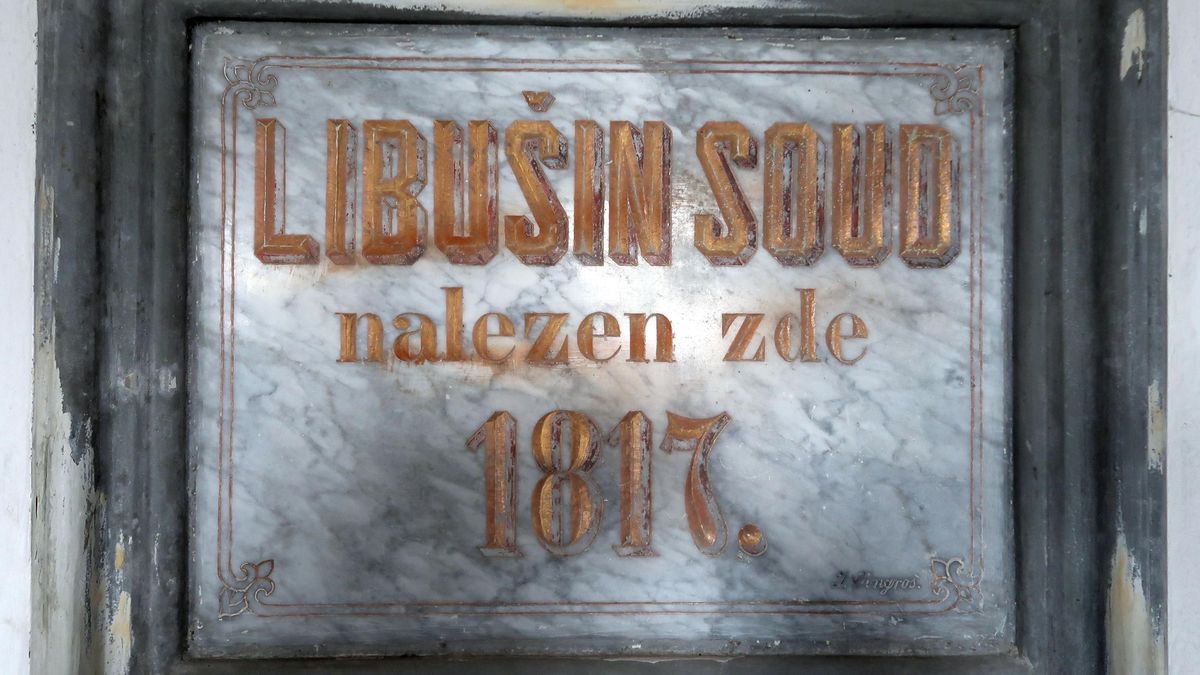 LIBUŠIN SOUD
nalezen zde
1817.